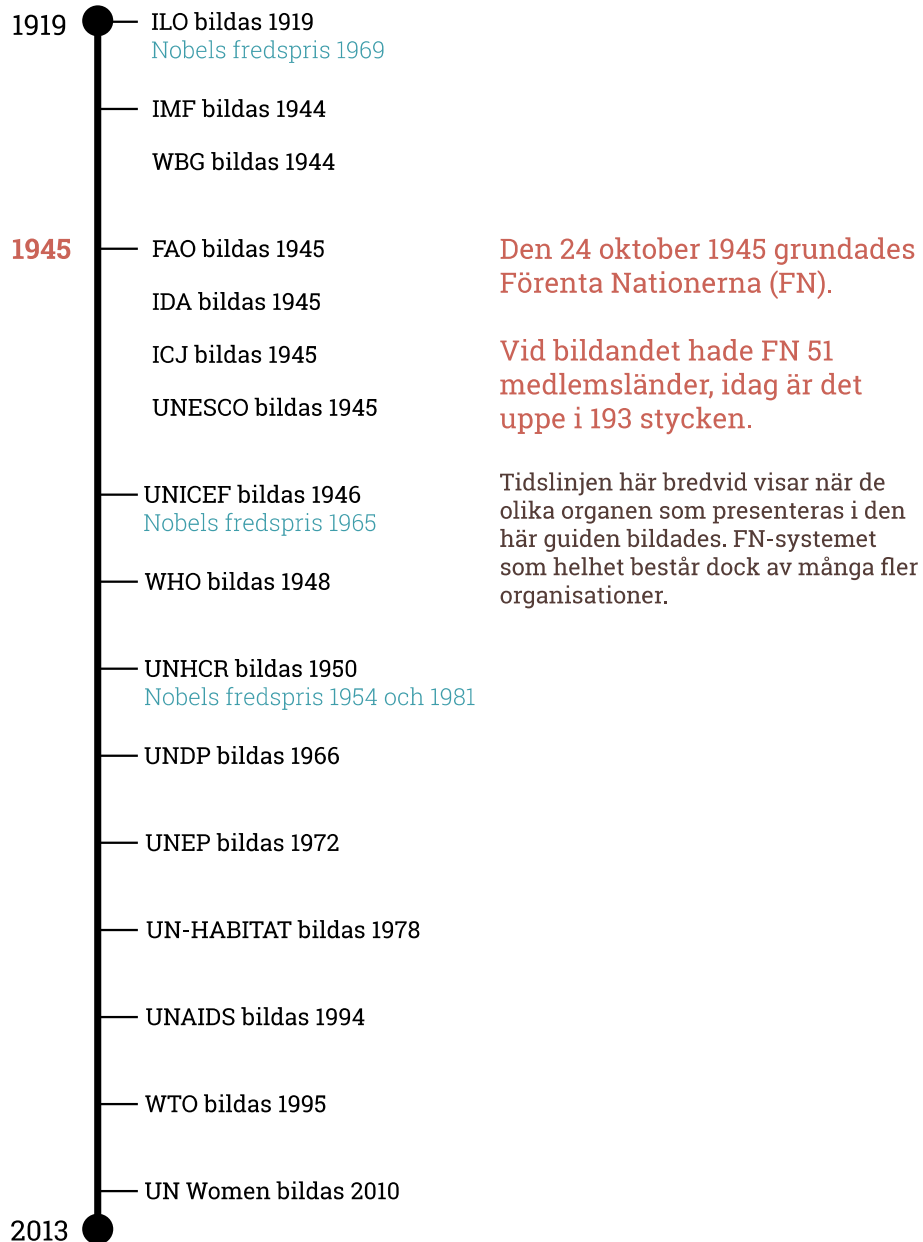 1919
ILO bildas 1919
Nobels fredspris 1969
IMF bildas 1944
WBG bildas 1944
1945
FAO bildas 1945
IDA bildas 1945
ICJ bildas 1945
UNESCO bildas 1945
UNICEF bildas 1946
Nobels fredspris 1965
WHO bildas 1948
UNHCR bildas 1950
Nobels fredspris 1954 och 1981
UNDP bildas 1966
UNEP bildas 1972
UN-HABITAT bildas 1978
UNAIDS bildas 1994
WTO bildas 1995
UN Women bildas 2010
2013
Den 24 oktober 1945 grundades
Förenta Nationerna (FN).
Vid bildandet hade FN 51
medlemsländer, idag är det
uppe i 193 stycken.
Tidslinjen här bredvid visar när de
olika organen som presenteras i den
här guiden bildades. FN-systemet
som helhet består dock av många fler
organisationer.